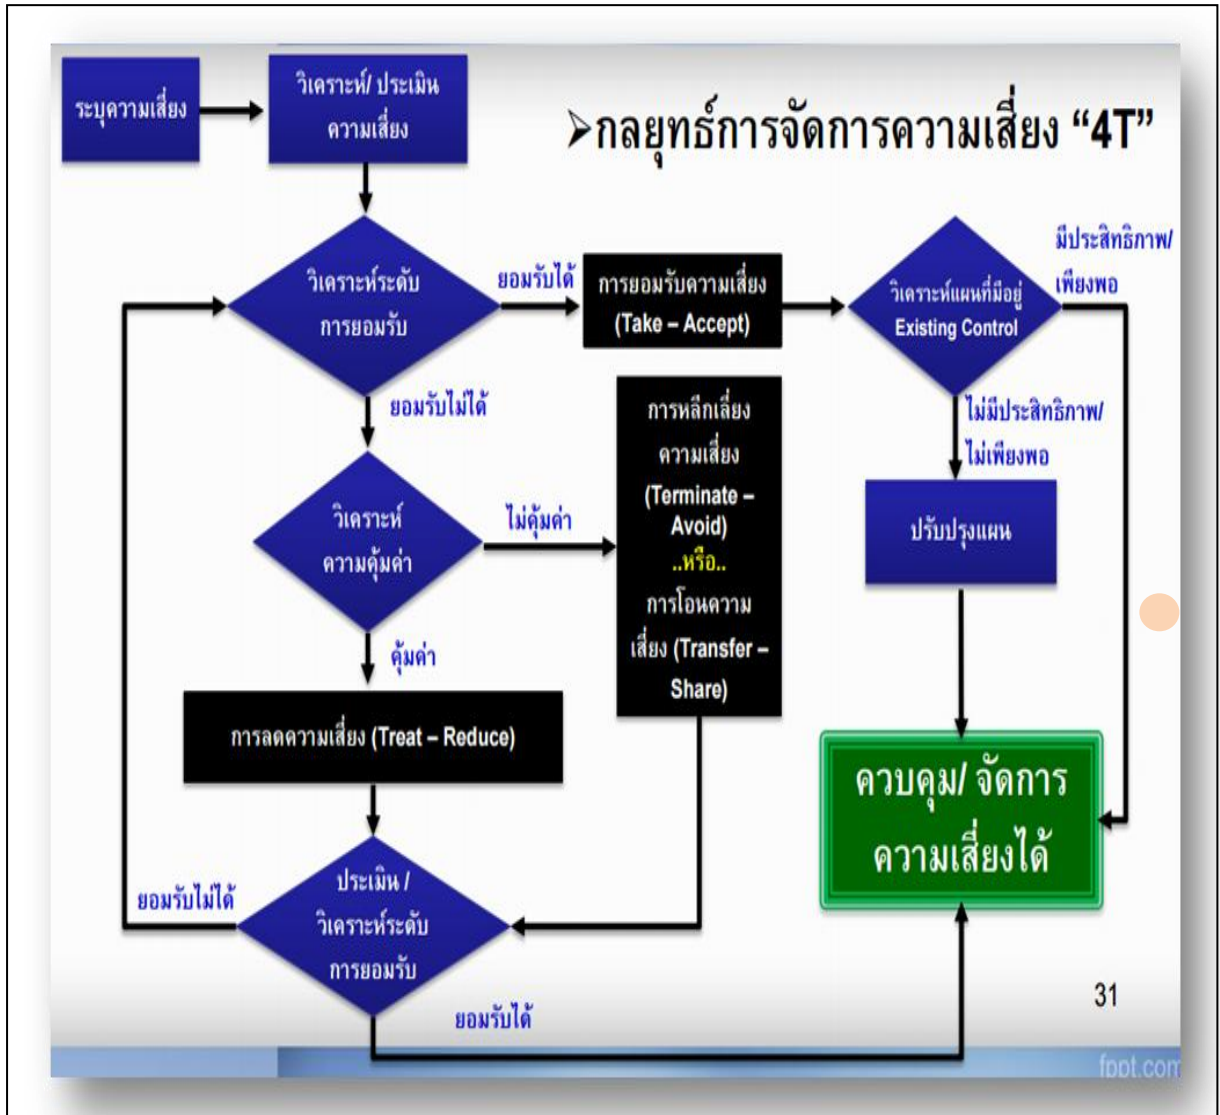 ระบุความเสี่ยง
วิเคราะห์/ ประเมิน
ความเสี่ยง
➢กลยุทธ์การจัดการความเสี่ยง “4T”
วิเคราะห์ระดับ
การยอมรับ
ยอมรับได้
การยอมรับความเสี่ยง
(Take – Accept)
วิเคราะห์แผนที่มีอยู่
Existing Control
มีประสิทธิภาพ/
เพียงพอ
ยอมรับไม่ได้
ไม่มีประสิทธิภาพ/
ไม่เพียงพอ
วิเคราะห์
ความคุ้มค่า
ไม่คุ้มค่า
การหลีกเลี่ยง
ความเสี่ยง
(Terminate –
Avoid)
..หรือ..
การโอนความ
เสี่ยง (Transfer –
Share)
ปรับปรุงแผน
คุ้มค่า
การลดความเสี่ยง (Treat – Reduce)
ควบคุม/ จัดการ
ความเสี่ยงได้
ประเมิน /
วิเคราะห์ระดับ
การยอมรับ
ยอมรับไม่ได้
ยอมรับได้
31
fppt.com